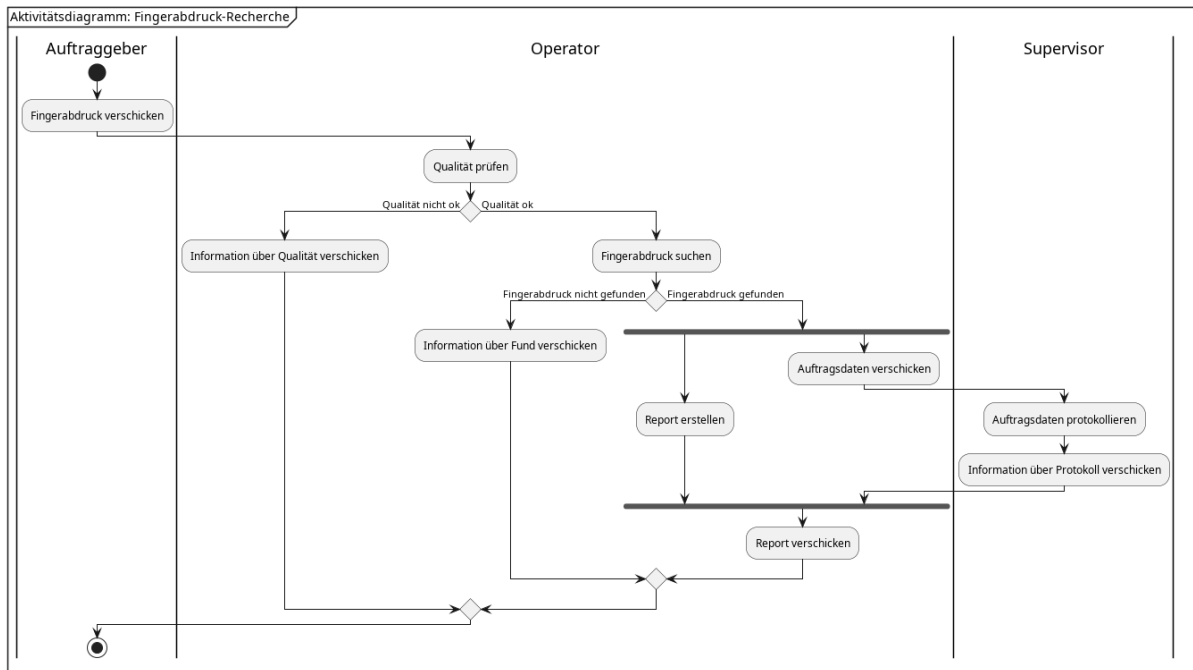 Aktivitätsdiagramm: Fingerabdruck-Recherche
Auftraggeber
Operator
Supervisor
Fingerabdruck verschicken
Qualität prüfen
Qualität nicht ok
Qualität ok
Information über Qualität verschicken
Fingerabdruck suchen
Fingerabdruck nicht gefunden
Fingerabdruck gefunden
Information über Fund verschicken
Auftragsdaten verschicken
Report erstellen
Auftragsdaten protokollieren
Information über Protokoll verschicken
Report verschicken